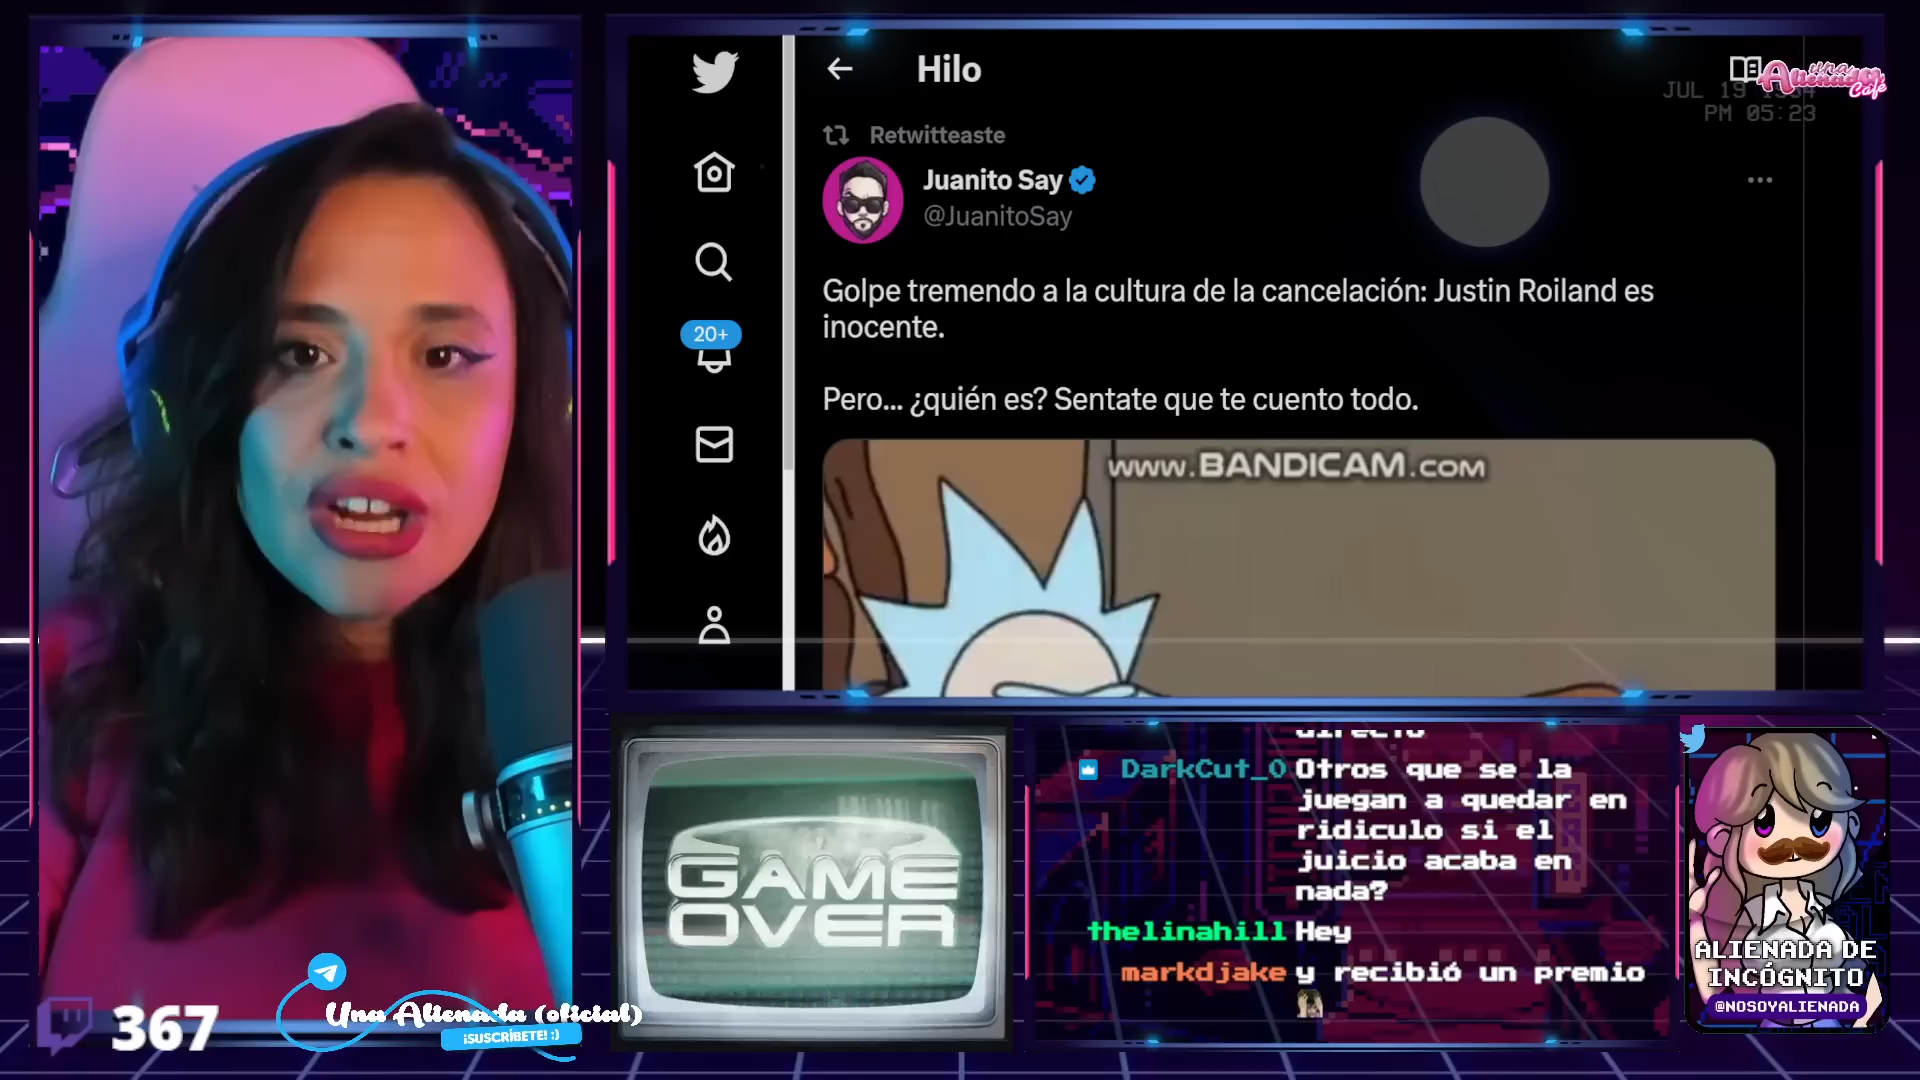 Hilo
una
Alienada
Café
JUL 19
PM 05:23
Retwitteaste
Juanito Say
@JuanitoSay
20+
Golpe tremendo a la cultura de la cancelación: Justin Roiland es
inocente.
Pero... ¿quién es? Sentate que te cuento todo.
www.BANDICAM.com
GAME
OVER
DarkCut_0 Otros que se la
juegan a quedar en
ridiculo si el
juicio acaba en
nada?
thelinahill Hey
markdjake y recibió un premio
ALIENADA DE
INCÓGNITO
@NOSOYALIENADA
367
Una Alienada (oficial)
¡SUSCRÍBETE! :)